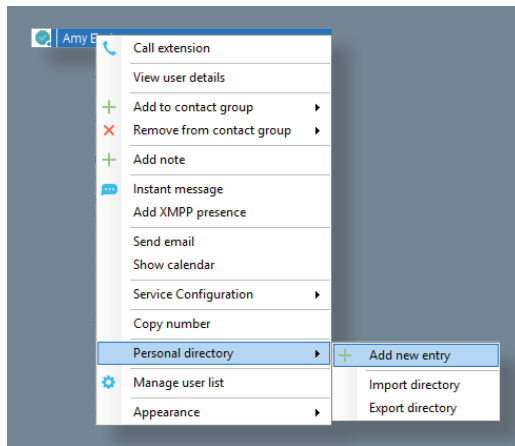 Amy
Call extension
View user details
Add to contact group
Remove from contact group
Add note
Instant message
Add XMPP presence
Send email
Show calendar
Service Configuration
Copy number
Personal directory
Add new entry
Manage user list
Import directory
Appearance
Export directory